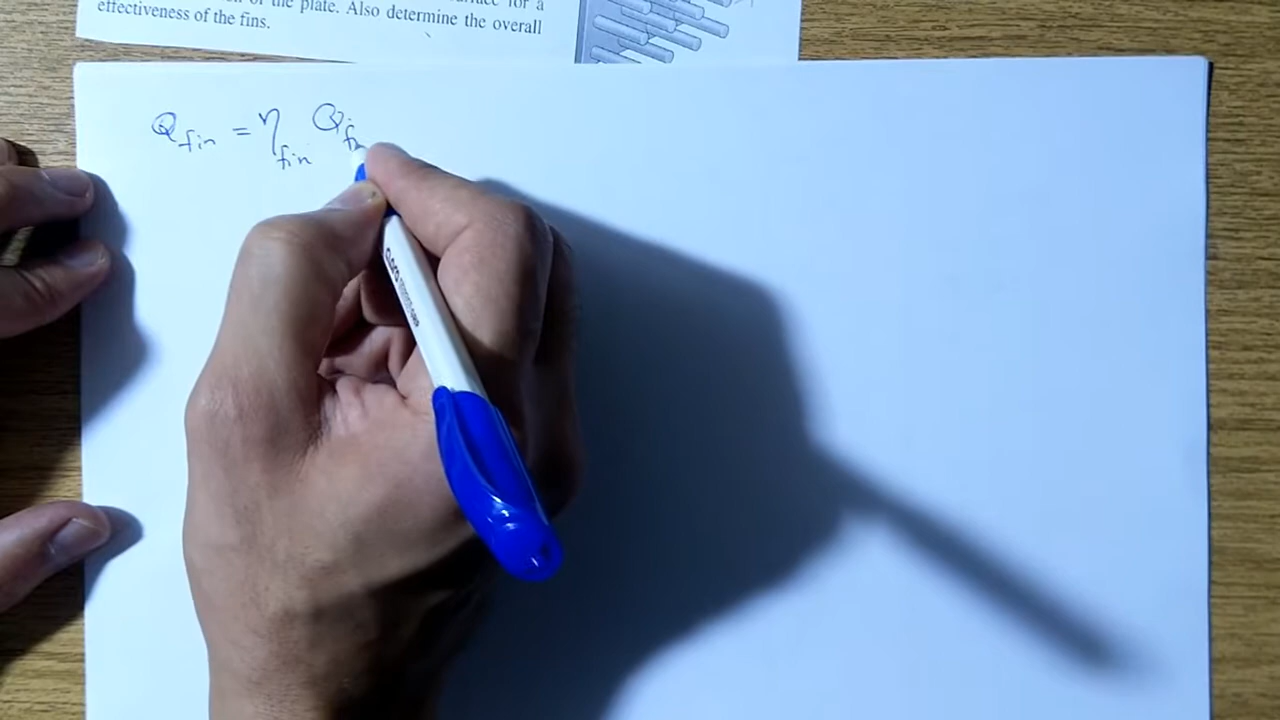 of the plate. Also determine the overall
effectiveness of the fins.
Q fin = η fin Q fin